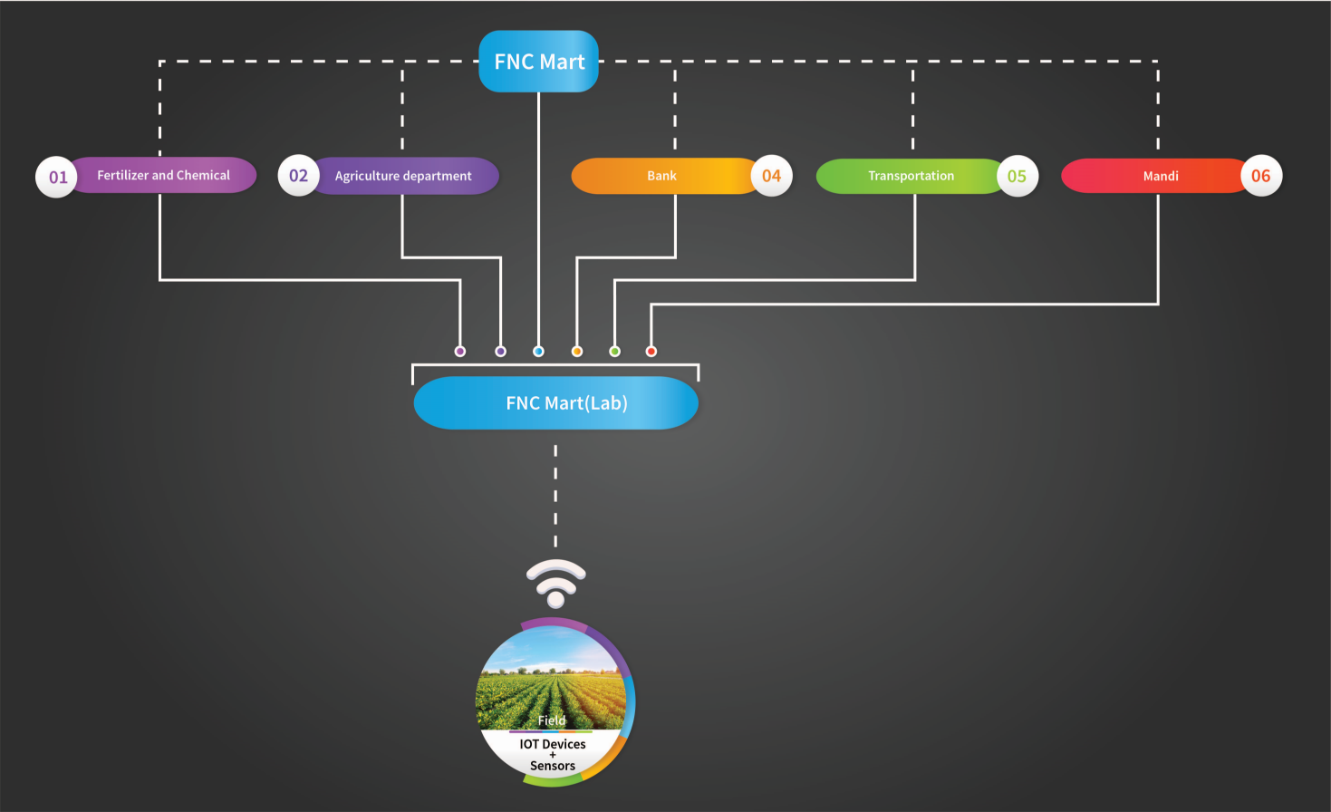 FNC Mart
01
Fertilizer and Chemical
02
Agriculture department
Bank
04
Transportation
05
Mandi
06
FNC Mart(Lab)
Field
IOT Devices
+
Sensors